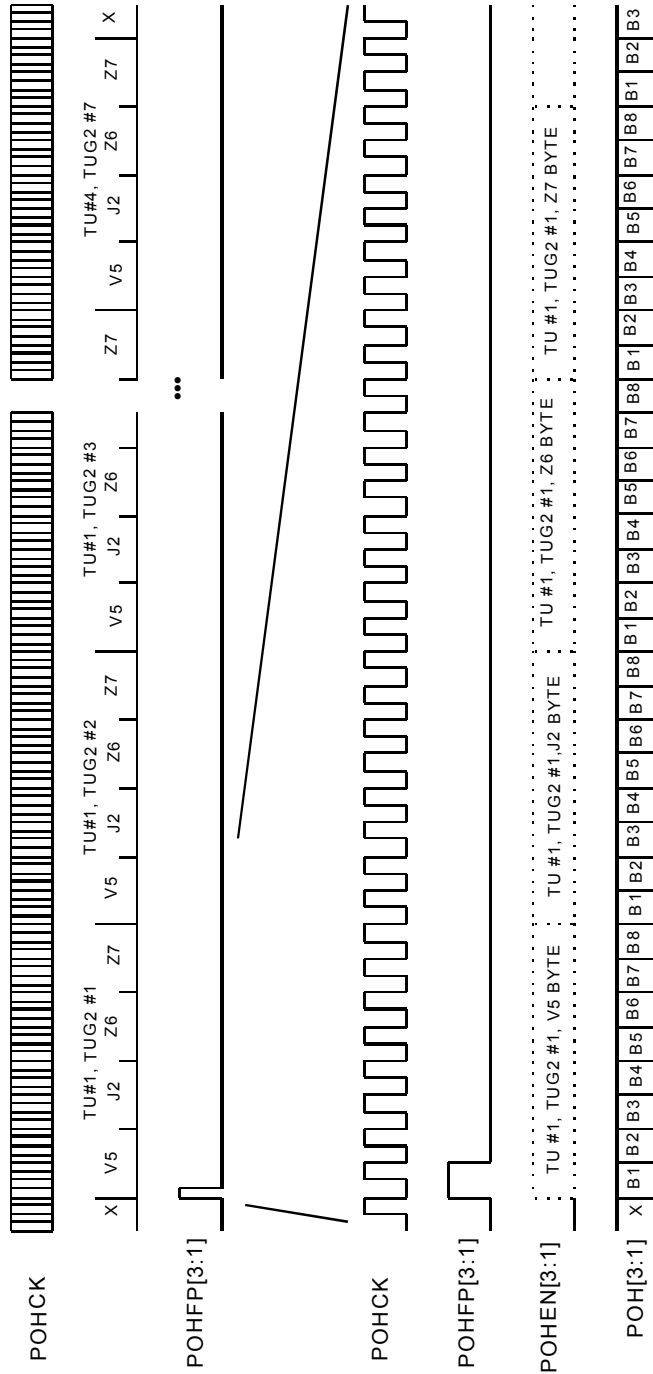 POHCK
TU#1, TUG2 #1 TU#1, TUG2 #2 TU#1, TUG2 #3 TU#4, TUG2 #7
X V5 J2 Z6 Z7 V5 J2 Z6 Z7 V5 J2 Z6 Z7 V5 J2 Z6 Z7 X
POHFP[3:1] •••
POHCK
POHFP[3:1]
POHEN[3:1] TU #1, TUG2 #1, V5 BYTE TU #1, TUG2 #1,J2 BYTE TU #1, TUG2 #1, Z6 BYTE TU #1, TUG2 #1, Z7 BYTE
POH[3:1] X B1 B2 B3 B4 B5 B6 B7 B8 B1 B2 B3 B4 B5 B6 B7 B8 B1 B2 B3 B4 B5 B6 B7 B8 B1 B2 B3 B4 B5 B6 B7 B8 B1 B2 B3